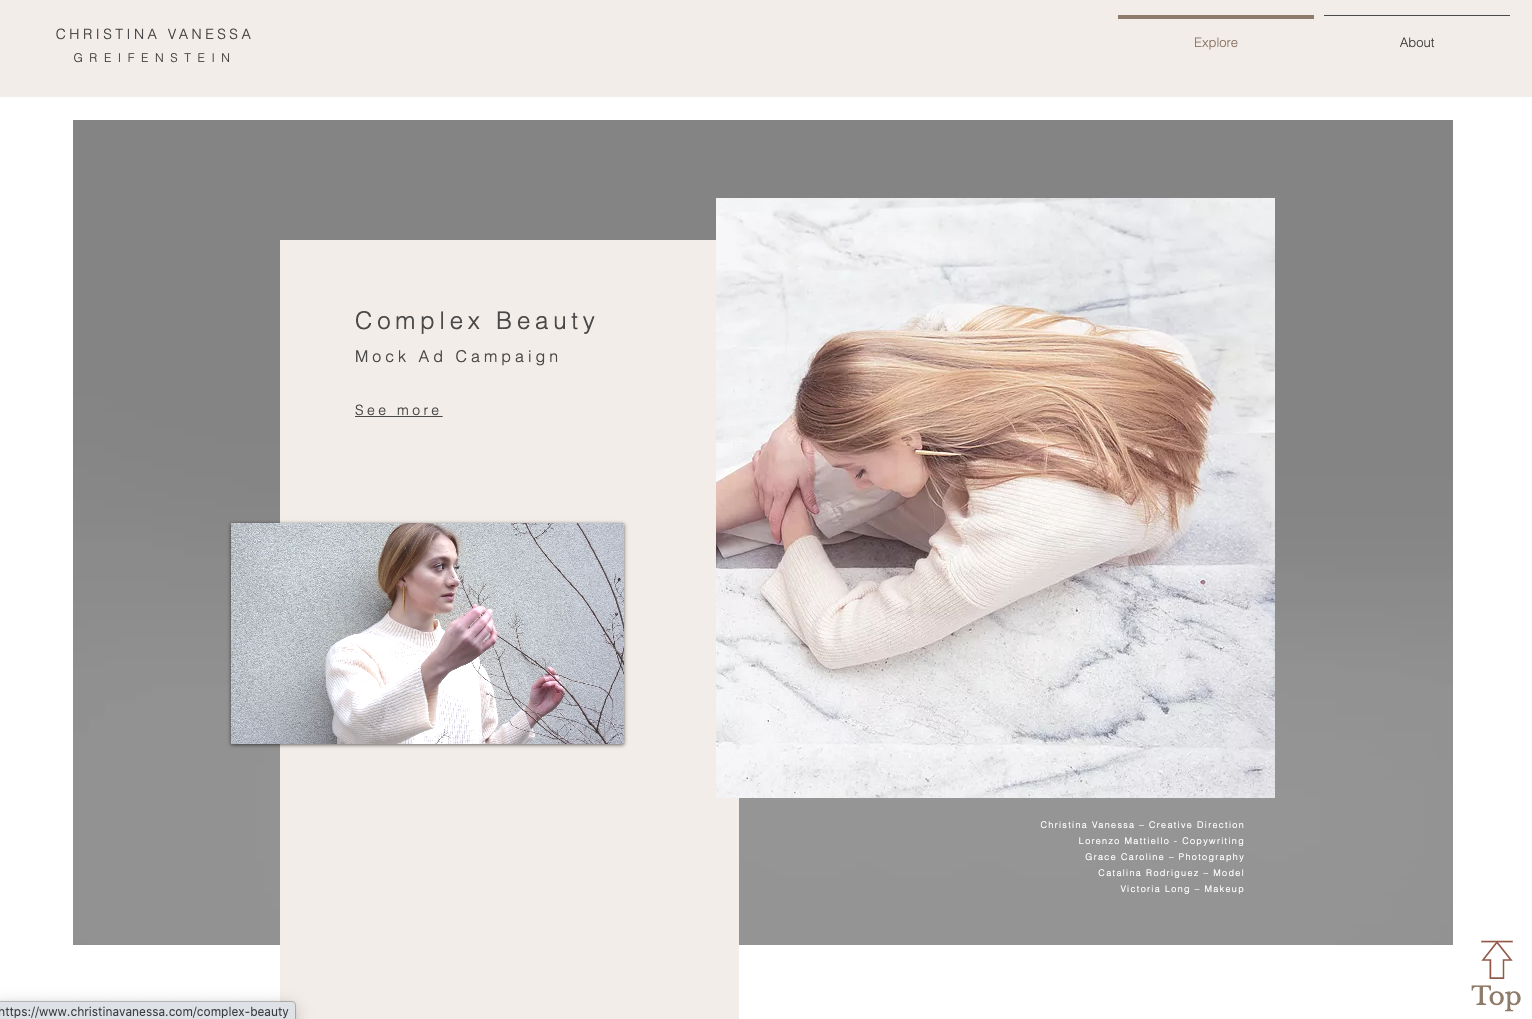 CHRISTINA VANESSA
GREIFENSTEIN
Explore
About
Complex Beauty
Mock Ad Campaign
See more
Christina Vanessa – Creative Direction
Lorenzo Mattiello - Copywriting
Grace Caroline – Photography
Catalina Rodriguez – Model
Victoria Long – Makeup
Top
https://www.christinavanessa.com/complex-beauty